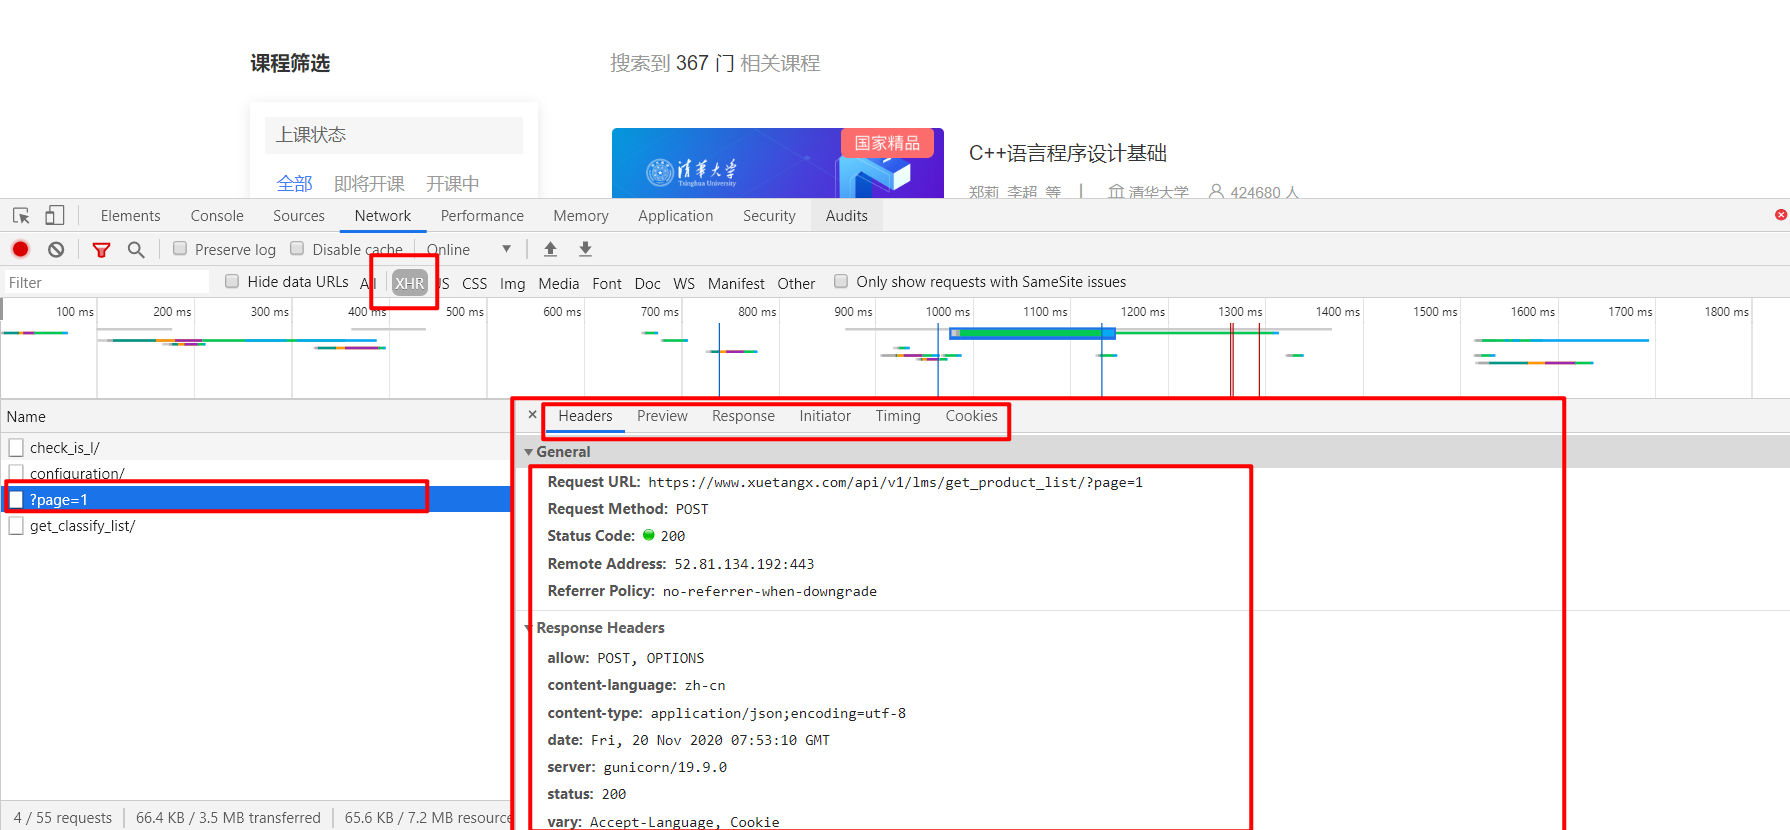 课程筛选
搜索到 367 门 相关课程
上课状态
全部 即将开课 开课中
清华大学
Tsinghua University
国家精品
C++语言程序设计基础
郑莉 李超 等 | 清华大学 424680 人
Elements Console Sources Network Performance Memory Application Security Audits
Preserve log Disable cache Online
Filter Hide data URLs All XHR JS CSS Img Media Font Doc WS Manifest Other Only show requests with SameSite issues
100 ms 200 ms 300 ms 400 ms 500 ms 600 ms 700 ms 800 ms 900 ms 1000 ms 1100 ms 1200 ms 1300 ms 1400 ms 1500 ms 1600 ms 1700 ms 1800 ms
Name
check_is_l/
configuration/
?page=1
get_classify_list/
4 / 55 requests 66.4 KB / 3.5 MB transferred 65.6 KB / 7.2 MB resource
× Headers Preview Response Initiator Timing Cookies
General
Request URL: https://www.xuetangx.com/api/v1/lms/get_product_list/?page=1
Request Method: POST
Status Code: 200
Remote Address: 52.81.134.192:443
Referrer Policy: no-referrer-when-downgrade
Response Headers
allow: POST, OPTIONS
content-language: zh-cn
content-type: application/json;encoding=utf-8
date: Fri, 20 Nov 2020 07:53:10 GMT
server: gunicorn/19.9.0
status: 200
vary: Accept-Language, Cookie